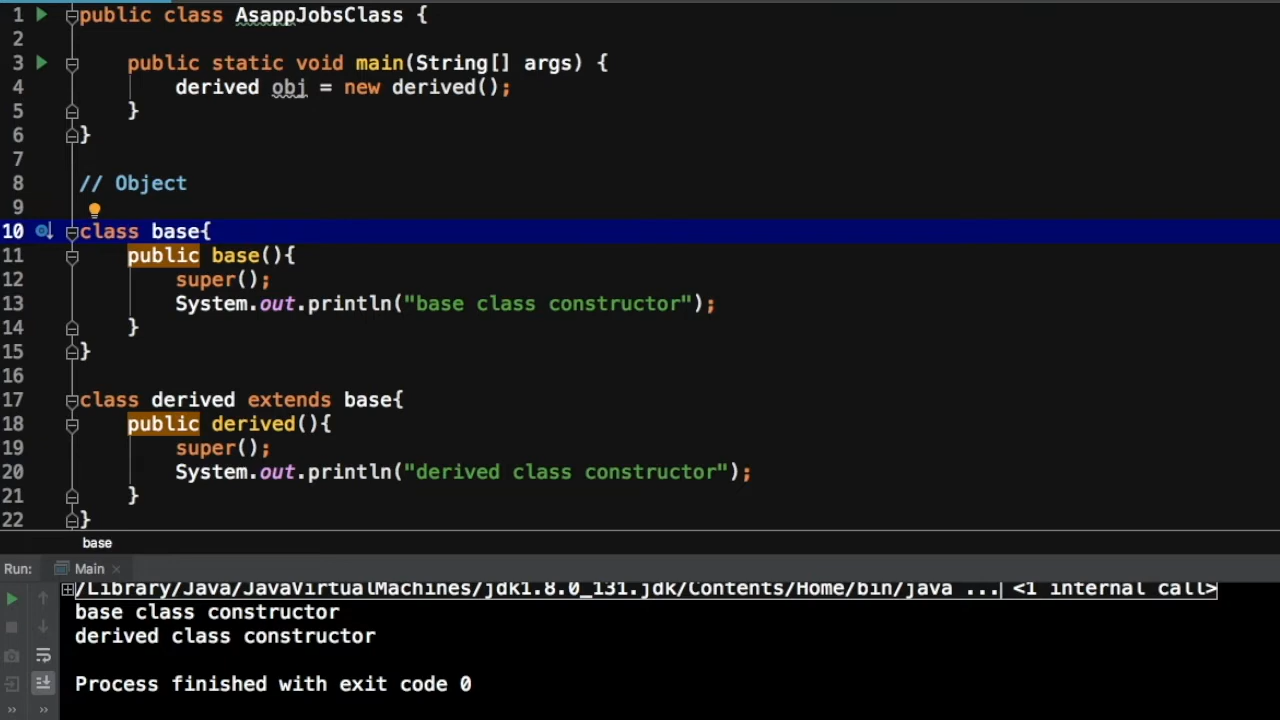 1 public class AsappJobsClass {
2
3 public static void main(String[] args) {
4 derived obj = new derived();
5 }
6 }
7
8 // Object
9
10 class base{
11 public base(){
12 super();
13 System.out.println("base class constructor");
14 }
15 }
16
17 class derived extends base{
18 public derived(){
19 super();
20 System.out.println("derived class constructor");
21 }
22 }
base
Run: Main ×
/Library/Java/JavaVirtualMachines/jdk1.8.0_131.jdk/Contents/Home/bin/java ... <1 internal call>
base class constructor
derived class constructor
Process finished with exit code 0